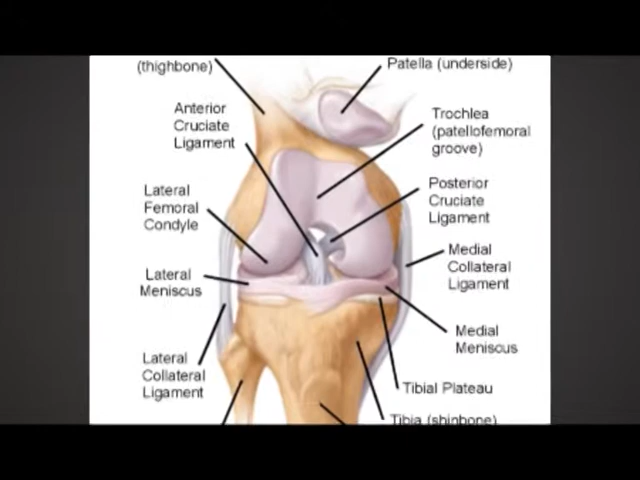 (thighbone)
Patella (underside)
Anterior
Cruciate
Ligament
Trochlea
(patellofemoral
groove)
Lateral
Femoral
Condyle
Posterior
Cruciate
Ligament
Medial
Collateral
Ligament
Lateral
Meniscus
Medial
Meniscus
Lateral
Collateral
Ligament
Tibial Plateau
Tibia (shinbone)